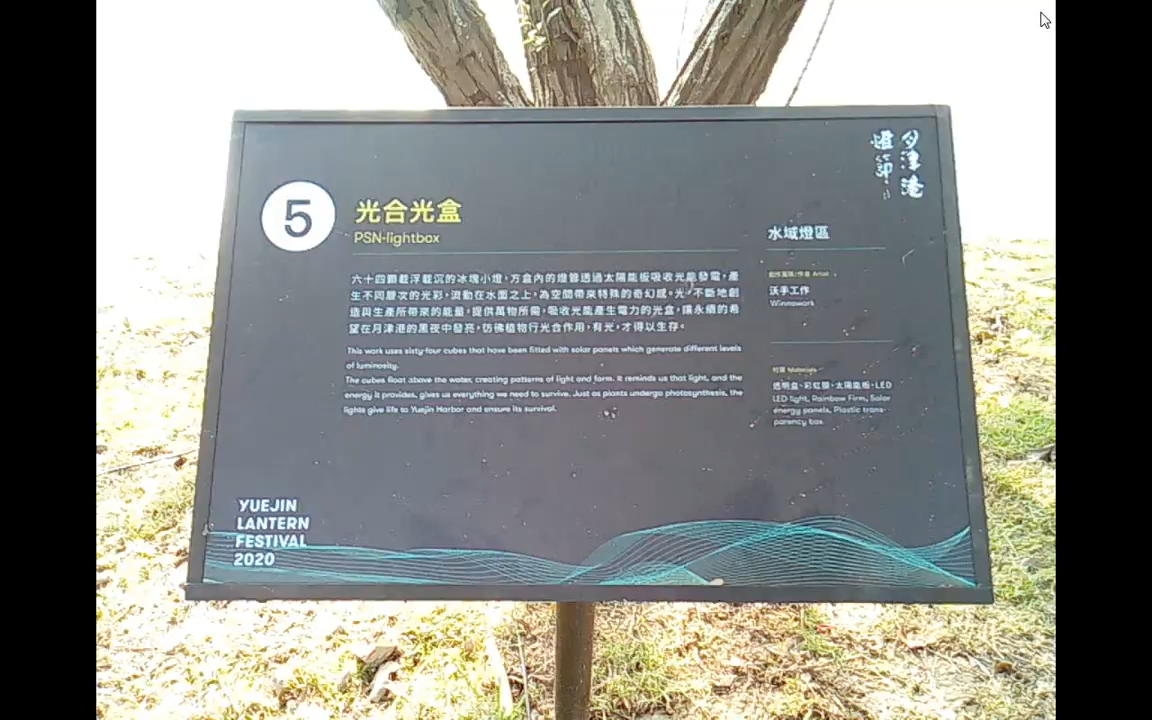 月津港
燈節
5
光合光盒
PSN-lightbox
六十四顆載浮載沉的冰塊小燈，方盒內的燈飾透過太陽能板吸收光能發電，產
生不同層次的光彩，流動在水面之上，為空間帶來特殊的奇幻感。光，不斷地創
造與生產所帶來的能量，提供萬物所需，吸收光能產生電力的光盒，讓永續的希
望在月津港的黑夜中發亮，彷彿植物行光合作用，有光，才得以生存。
This work uses sixty-four cubes that have been fitted with solar panels which generate different levels
of luminosity.
The cubes float above the water, creating patterns of light and form. It reminds us that light, and the
energy it provides, gives us everything we need to survive. Just as plants undergo photosynthesis, the
lights give life to Yuejin Harbor and ensure its survival.
水域燈區
創作團隊/作者 Artist
沃手工作
Winnowork
材質 Materials
透明盒、彩虹膜、太陽能板、LED
LED light, Rainbow Firm, Solar
energy panels, Plastic trans-
parency box.
YUEJIN
LANTERN
FESTIVAL
2020